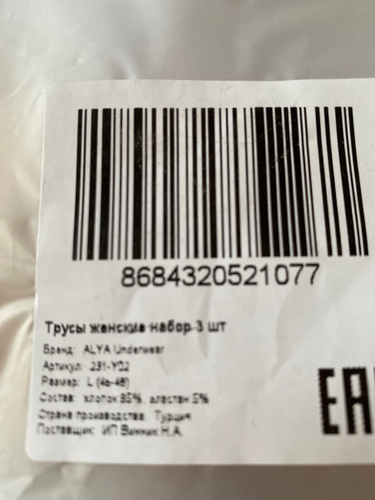 8684320521077
Трусы женские набор 3 шт
Бренд: ALYA Underwear
Артикул: 231-Y02
Размер: L (46-48)
Состав: хлопок 95%, эластан 5%
Страна производства: Турция
Поставщик: ИП Винник Н.А.
EAC